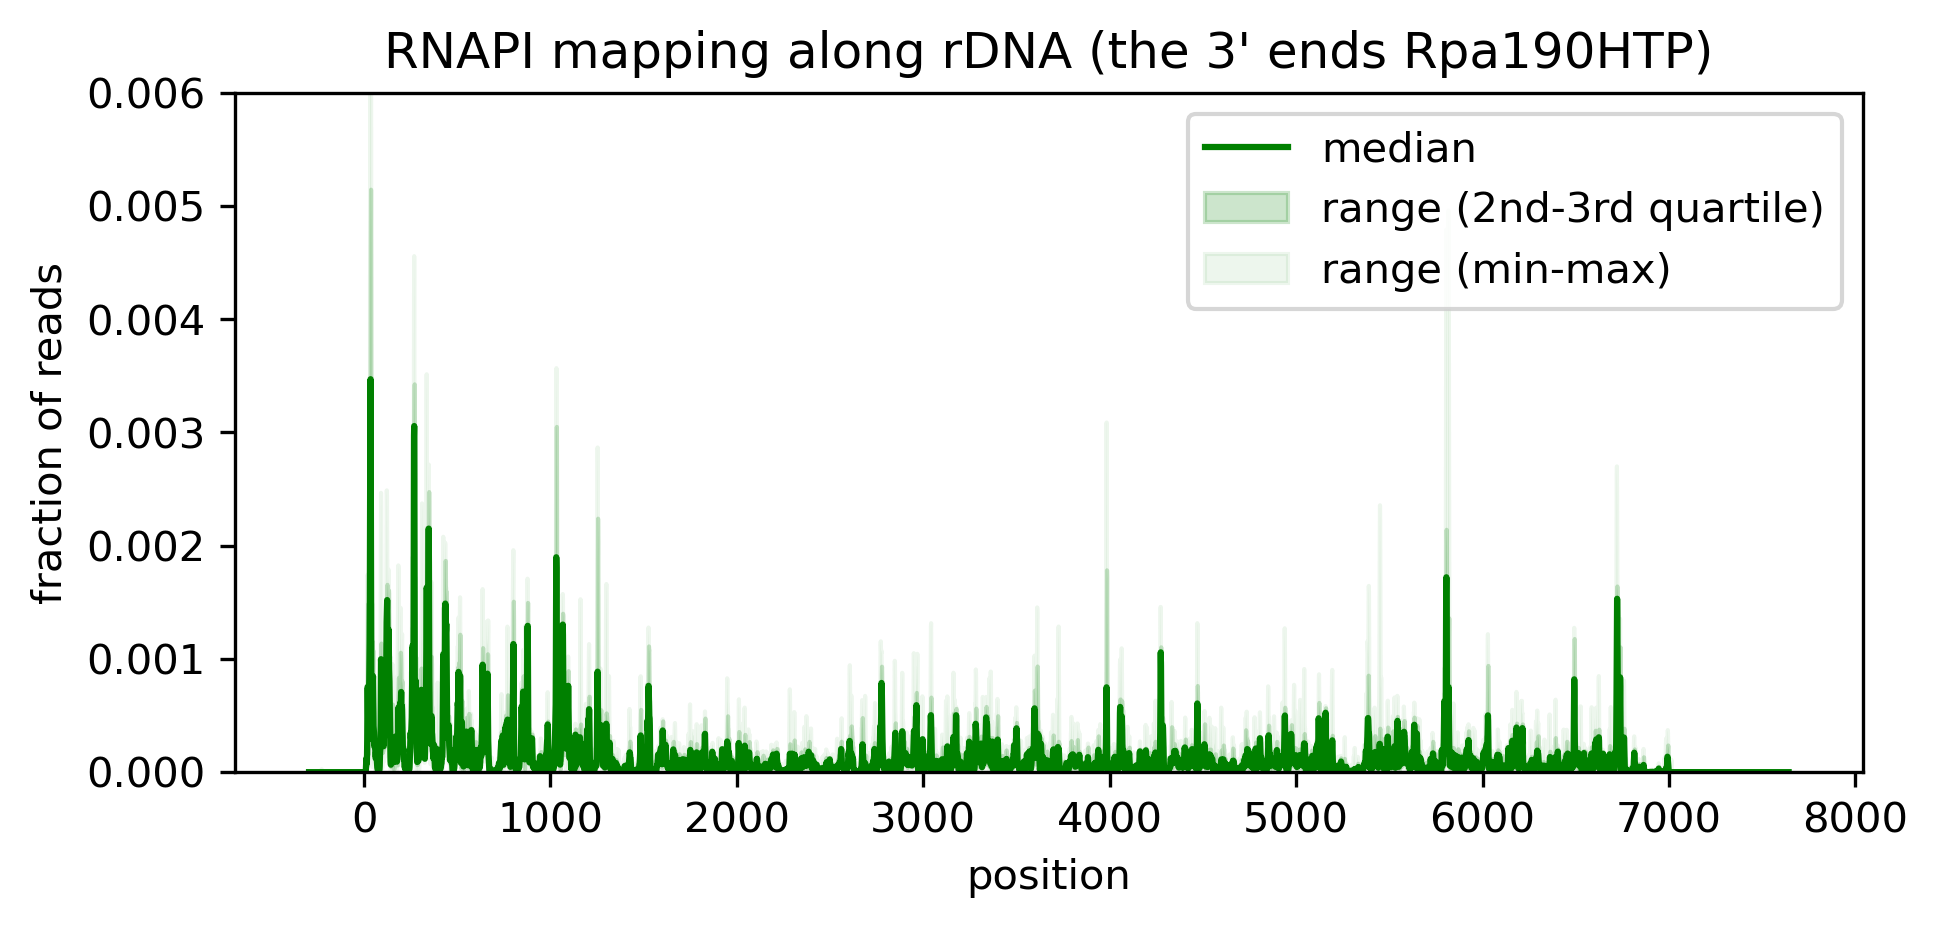 RNAPI mapping along rDNA (the 3' ends Rpa190HTP)
0.006
0.005
0.004
0.003
0.002
0.001
0.000
fraction of reads
median
range (2nd-3rd quartile)
range (min-max)
0 1000 2000 3000 4000 5000 6000 7000 8000
position